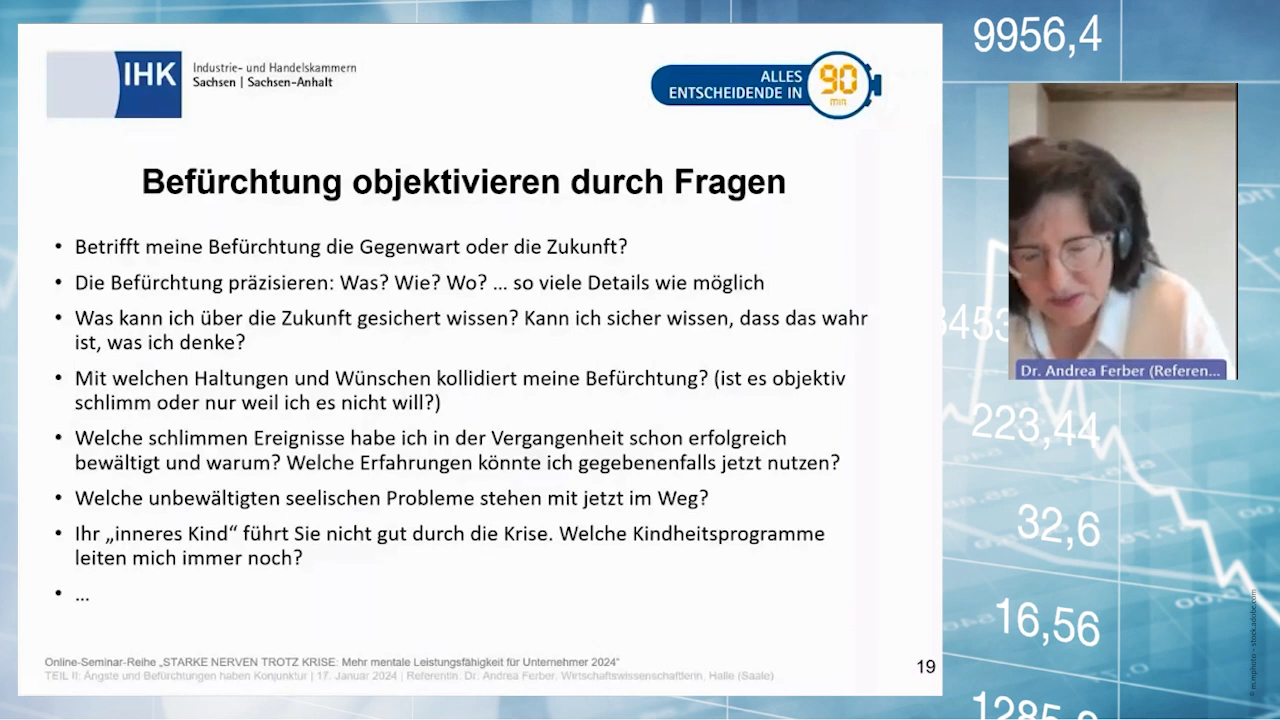 IHK
Industrie- und Handelskammern
Sachsen | Sachsen-Anhalt
ALLES
ENTSCHEIDENDE IN
90
min
Befürchtung objektivieren durch Fragen
• Betrifft meine Befürchtung die Gegenwart oder die Zukunft?
• Die Befürchtung präzisieren: Was? Wie? Wo? … so viele Details wie möglich
• Was kann ich über die Zukunft gesichert wissen? Kann ich sicher wissen, dass das wahr
ist, was ich denke?
• Mit welchen Haltungen und Wünschen kollidiert meine Befürchtung? (ist es objektiv
schlimm oder nur weil ich es nicht will?)
• Welche schlimmen Ereignisse habe ich in der Vergangenheit schon erfolgreich
bewältigt und warum? Welche Erfahrungen könnte ich gegebenenfalls jetzt nutzen?
• Welche unbewältigten seelischen Probleme stehen mit jetzt im Weg?
• Ihr „inneres Kind“ führt Sie nicht gut durch die Krise. Welche Kindheitsprogramme
leiten mich immer noch?
• …
Online-Seminar-Reihe „STARKE NERVEN TROTZ KRISE: Mehr mentale Leistungsfähigkeit für Unternehmer 2024“
TEIL II: Ängste und Befürchtungen haben Konjunktur | 17. Januar 2024 | Referentin: Dr. Andrea Ferber, Wirtschaftswissenschaftlerin, Halle (Saale)
19
9956,4
Dr. Andrea Ferber (Referen...
223,44
32,6
16,56
© m.mphoto - stock.adobe.com